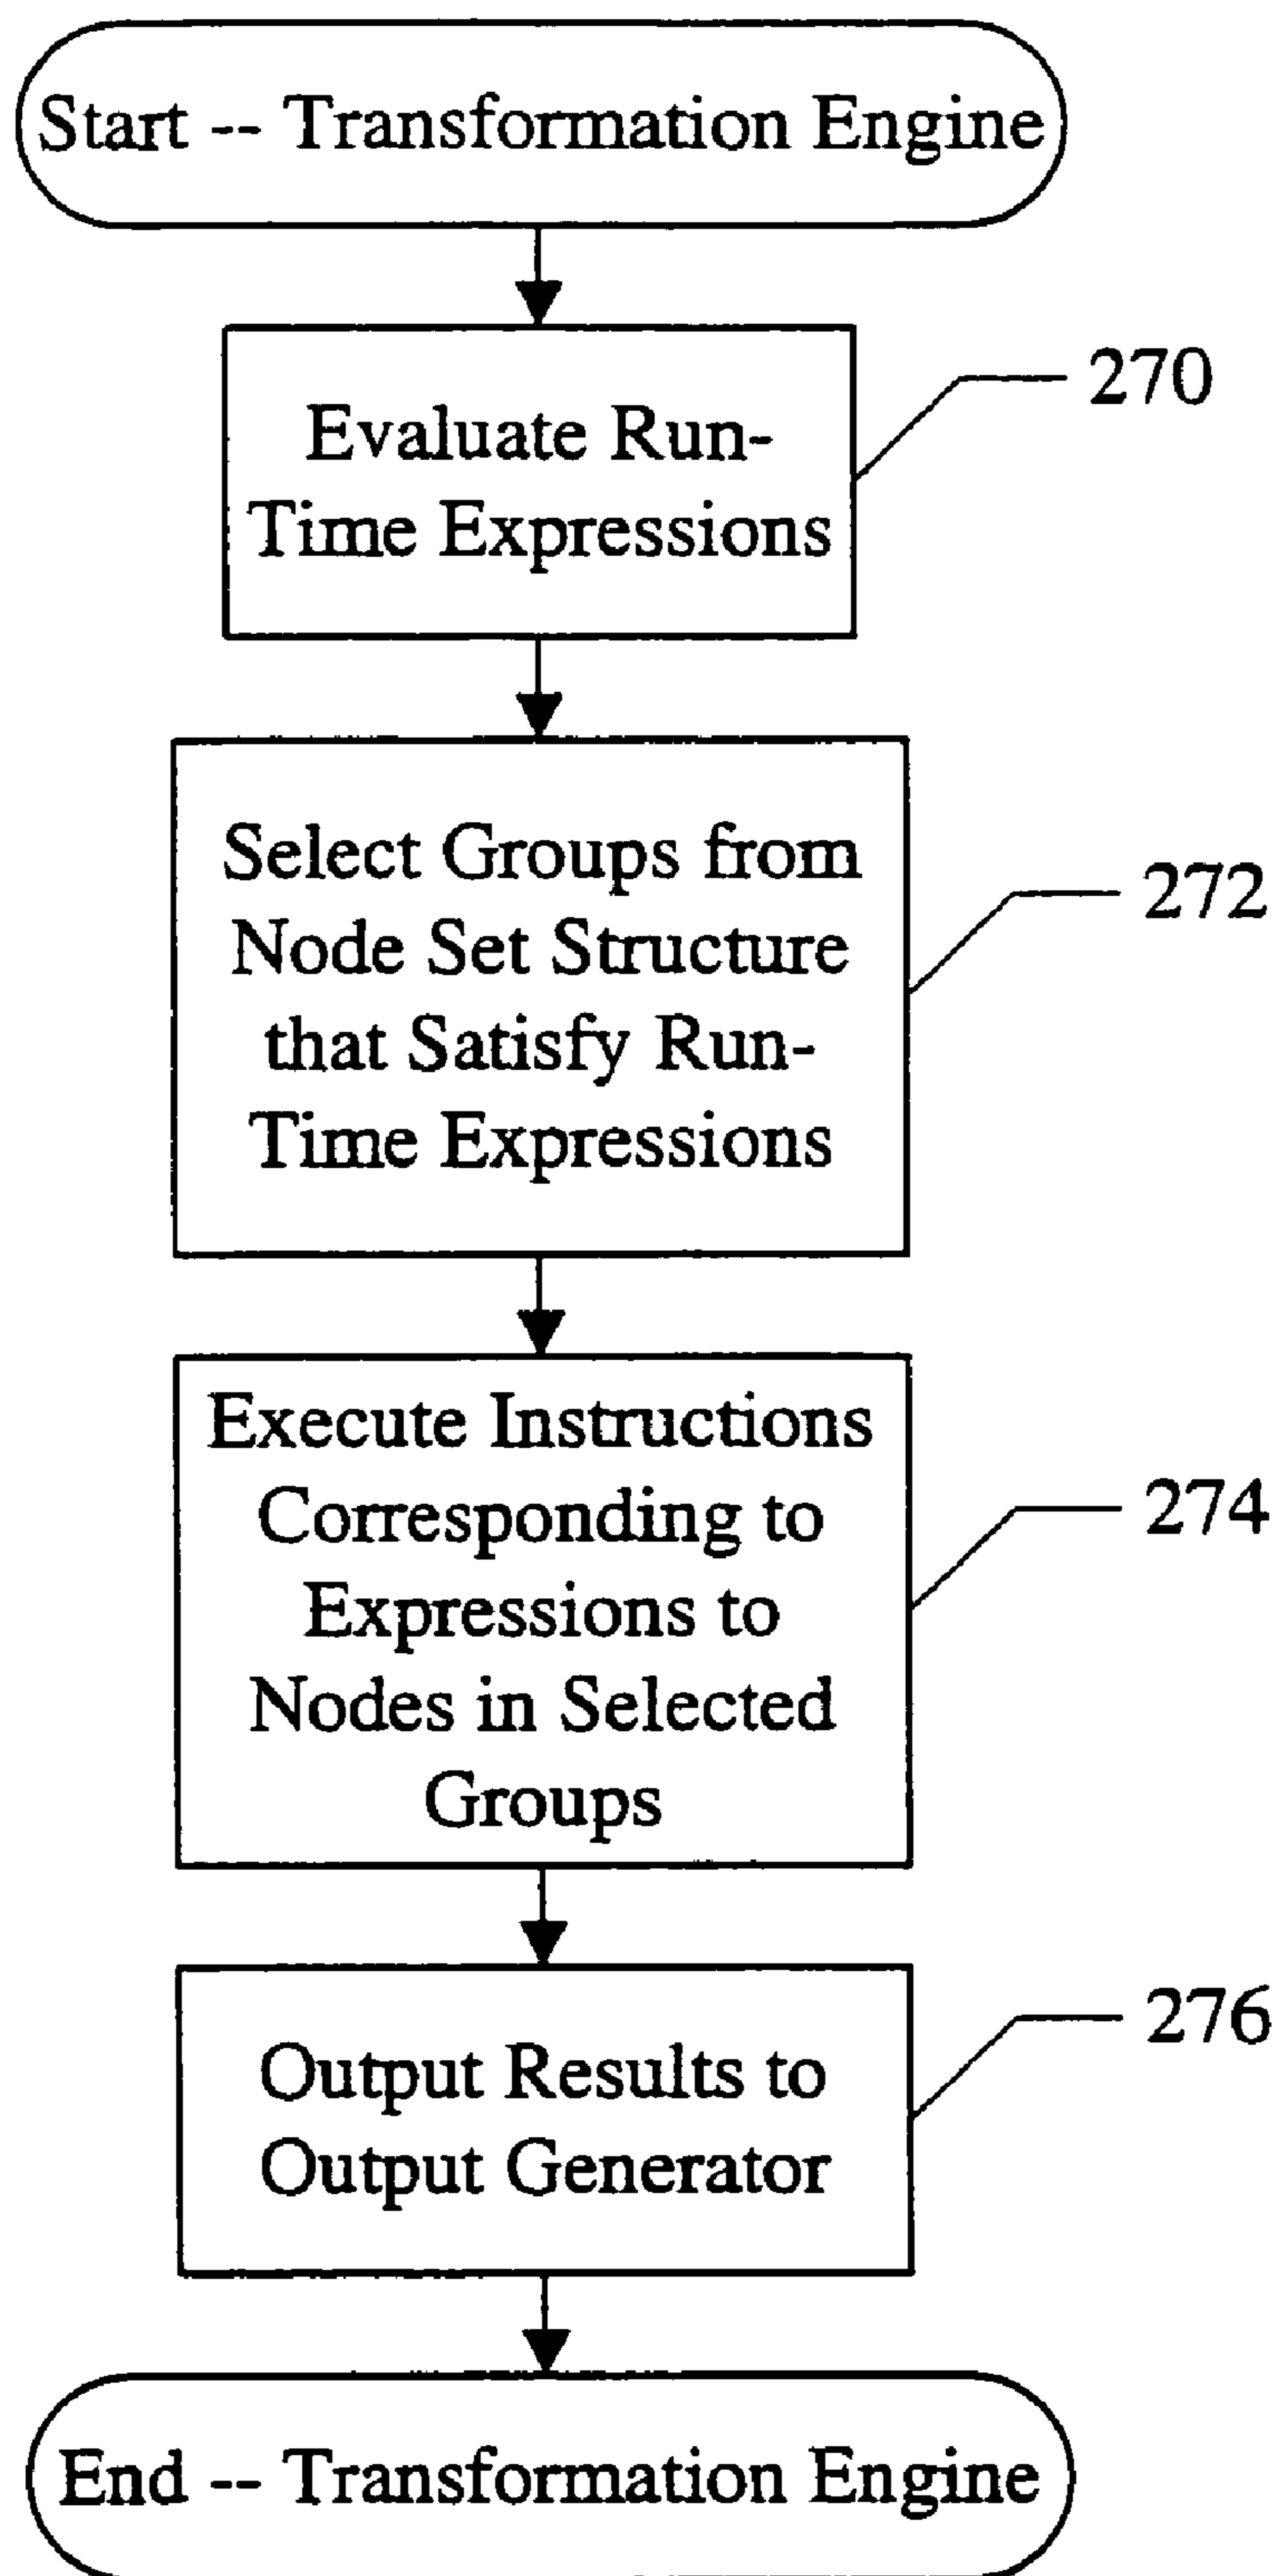 Start -- Transformation Engine
Evaluate Run-
Time Expressions
270
Select Groups from
Node Set Structure
that Satisfy Run-
Time Expressions
272
Execute Instructions
Corresponding to
Expressions to
Nodes in Selected
Groups
274
Output Results to
Output Generator
276
End -- Transformation Engine